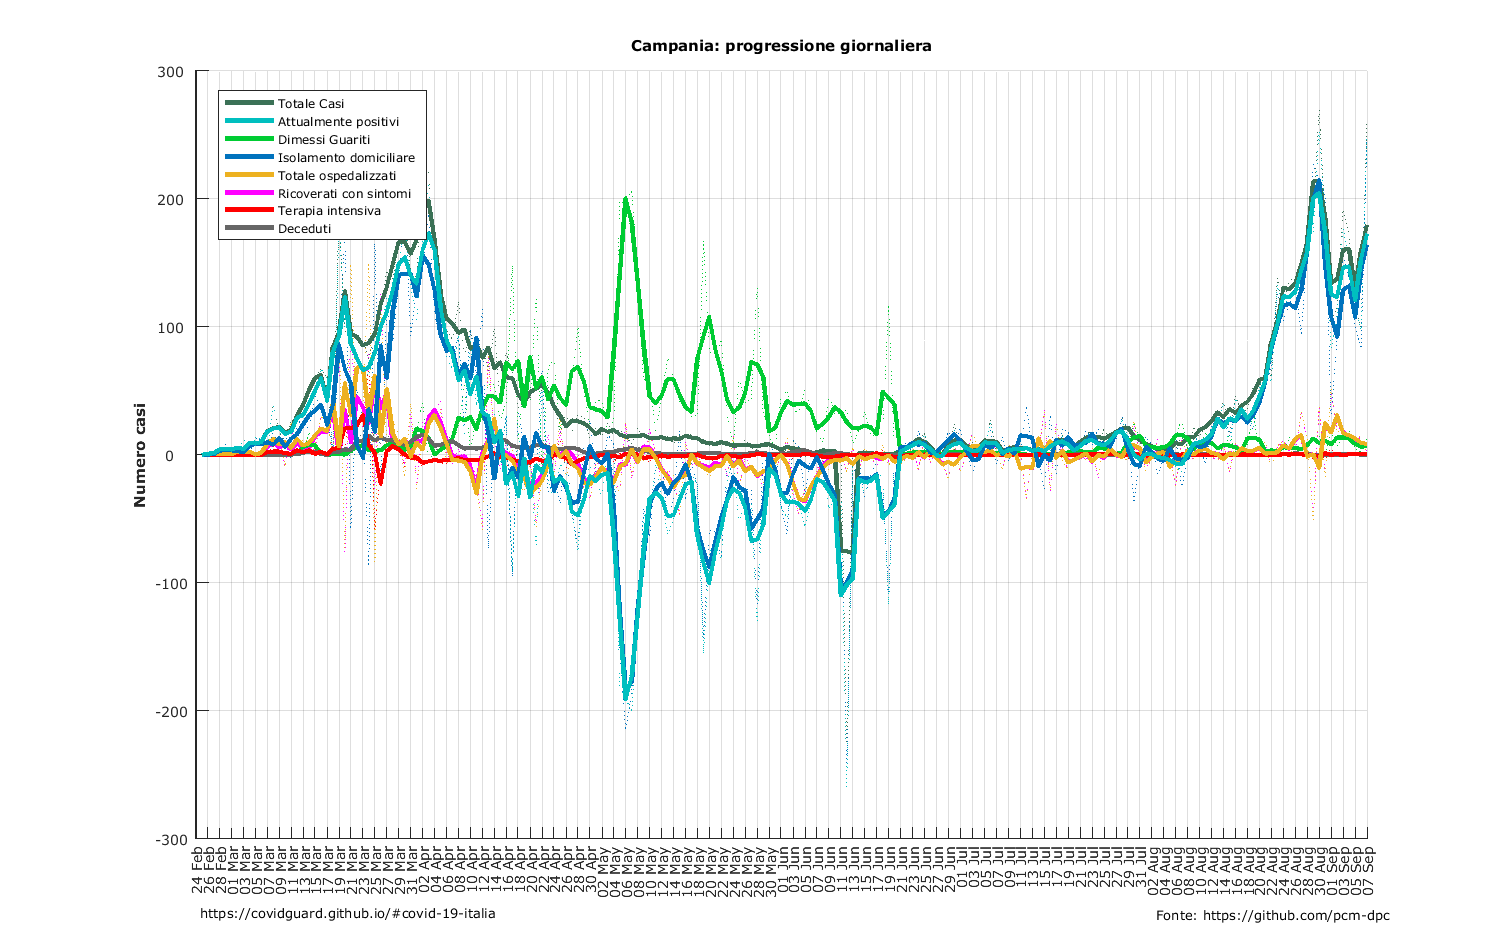 Campania: progressione giornaliera
300
200
100
0
-100
-200
-300
Numero casi
Totale Casi
Attualmente positivi
Dimessi Guariti
Isolamento domiciliare
Totale ospedalizzati
Ricoverati con sintomi
Terapia intensiva
Deceduti
24 Feb
26 Feb
28 Feb
01 Mar
03 Mar
05 Mar
07 Mar
09 Mar
11 Mar
13 Mar
15 Mar
17 Mar
19 Mar
21 Mar
23 Mar
25 Mar
27 Mar
29 Mar
31 Mar
02 Apr
04 Apr
06 Apr
08 Apr
10 Apr
12 Apr
14 Apr
16 Apr
18 Apr
20 Apr
22 Apr
24 Apr
26 Apr
28 Apr
30 Apr
02 May
04 May
06 May
08 May
10 May
12 May
14 May
16 May
18 May
20 May
22 May
24 May
26 May
28 May
30 May
01 Jun
03 Jun
05 Jun
07 Jun
09 Jun
11 Jun
13 Jun
15 Jun
17 Jun
19 Jun
21 Jun
23 Jun
25 Jun
27 Jun
29 Jun
01 Jul
03 Jul
05 Jul
07 Jul
09 Jul
11 Jul
13 Jul
15 Jul
17 Jul
19 Jul
21 Jul
23 Jul
25 Jul
27 Jul
29 Jul
31 Jul
02 Aug
04 Aug
06 Aug
08 Aug
10 Aug
12 Aug
14 Aug
16 Aug
18 Aug
20 Aug
22 Aug
24 Aug
26 Aug
28 Aug
30 Aug
01 Sep
03 Sep
05 Sep
07 Sep
https://covidguard.github.io/#covid-19-italia
Fonte: https://github.com/pcm-dpc